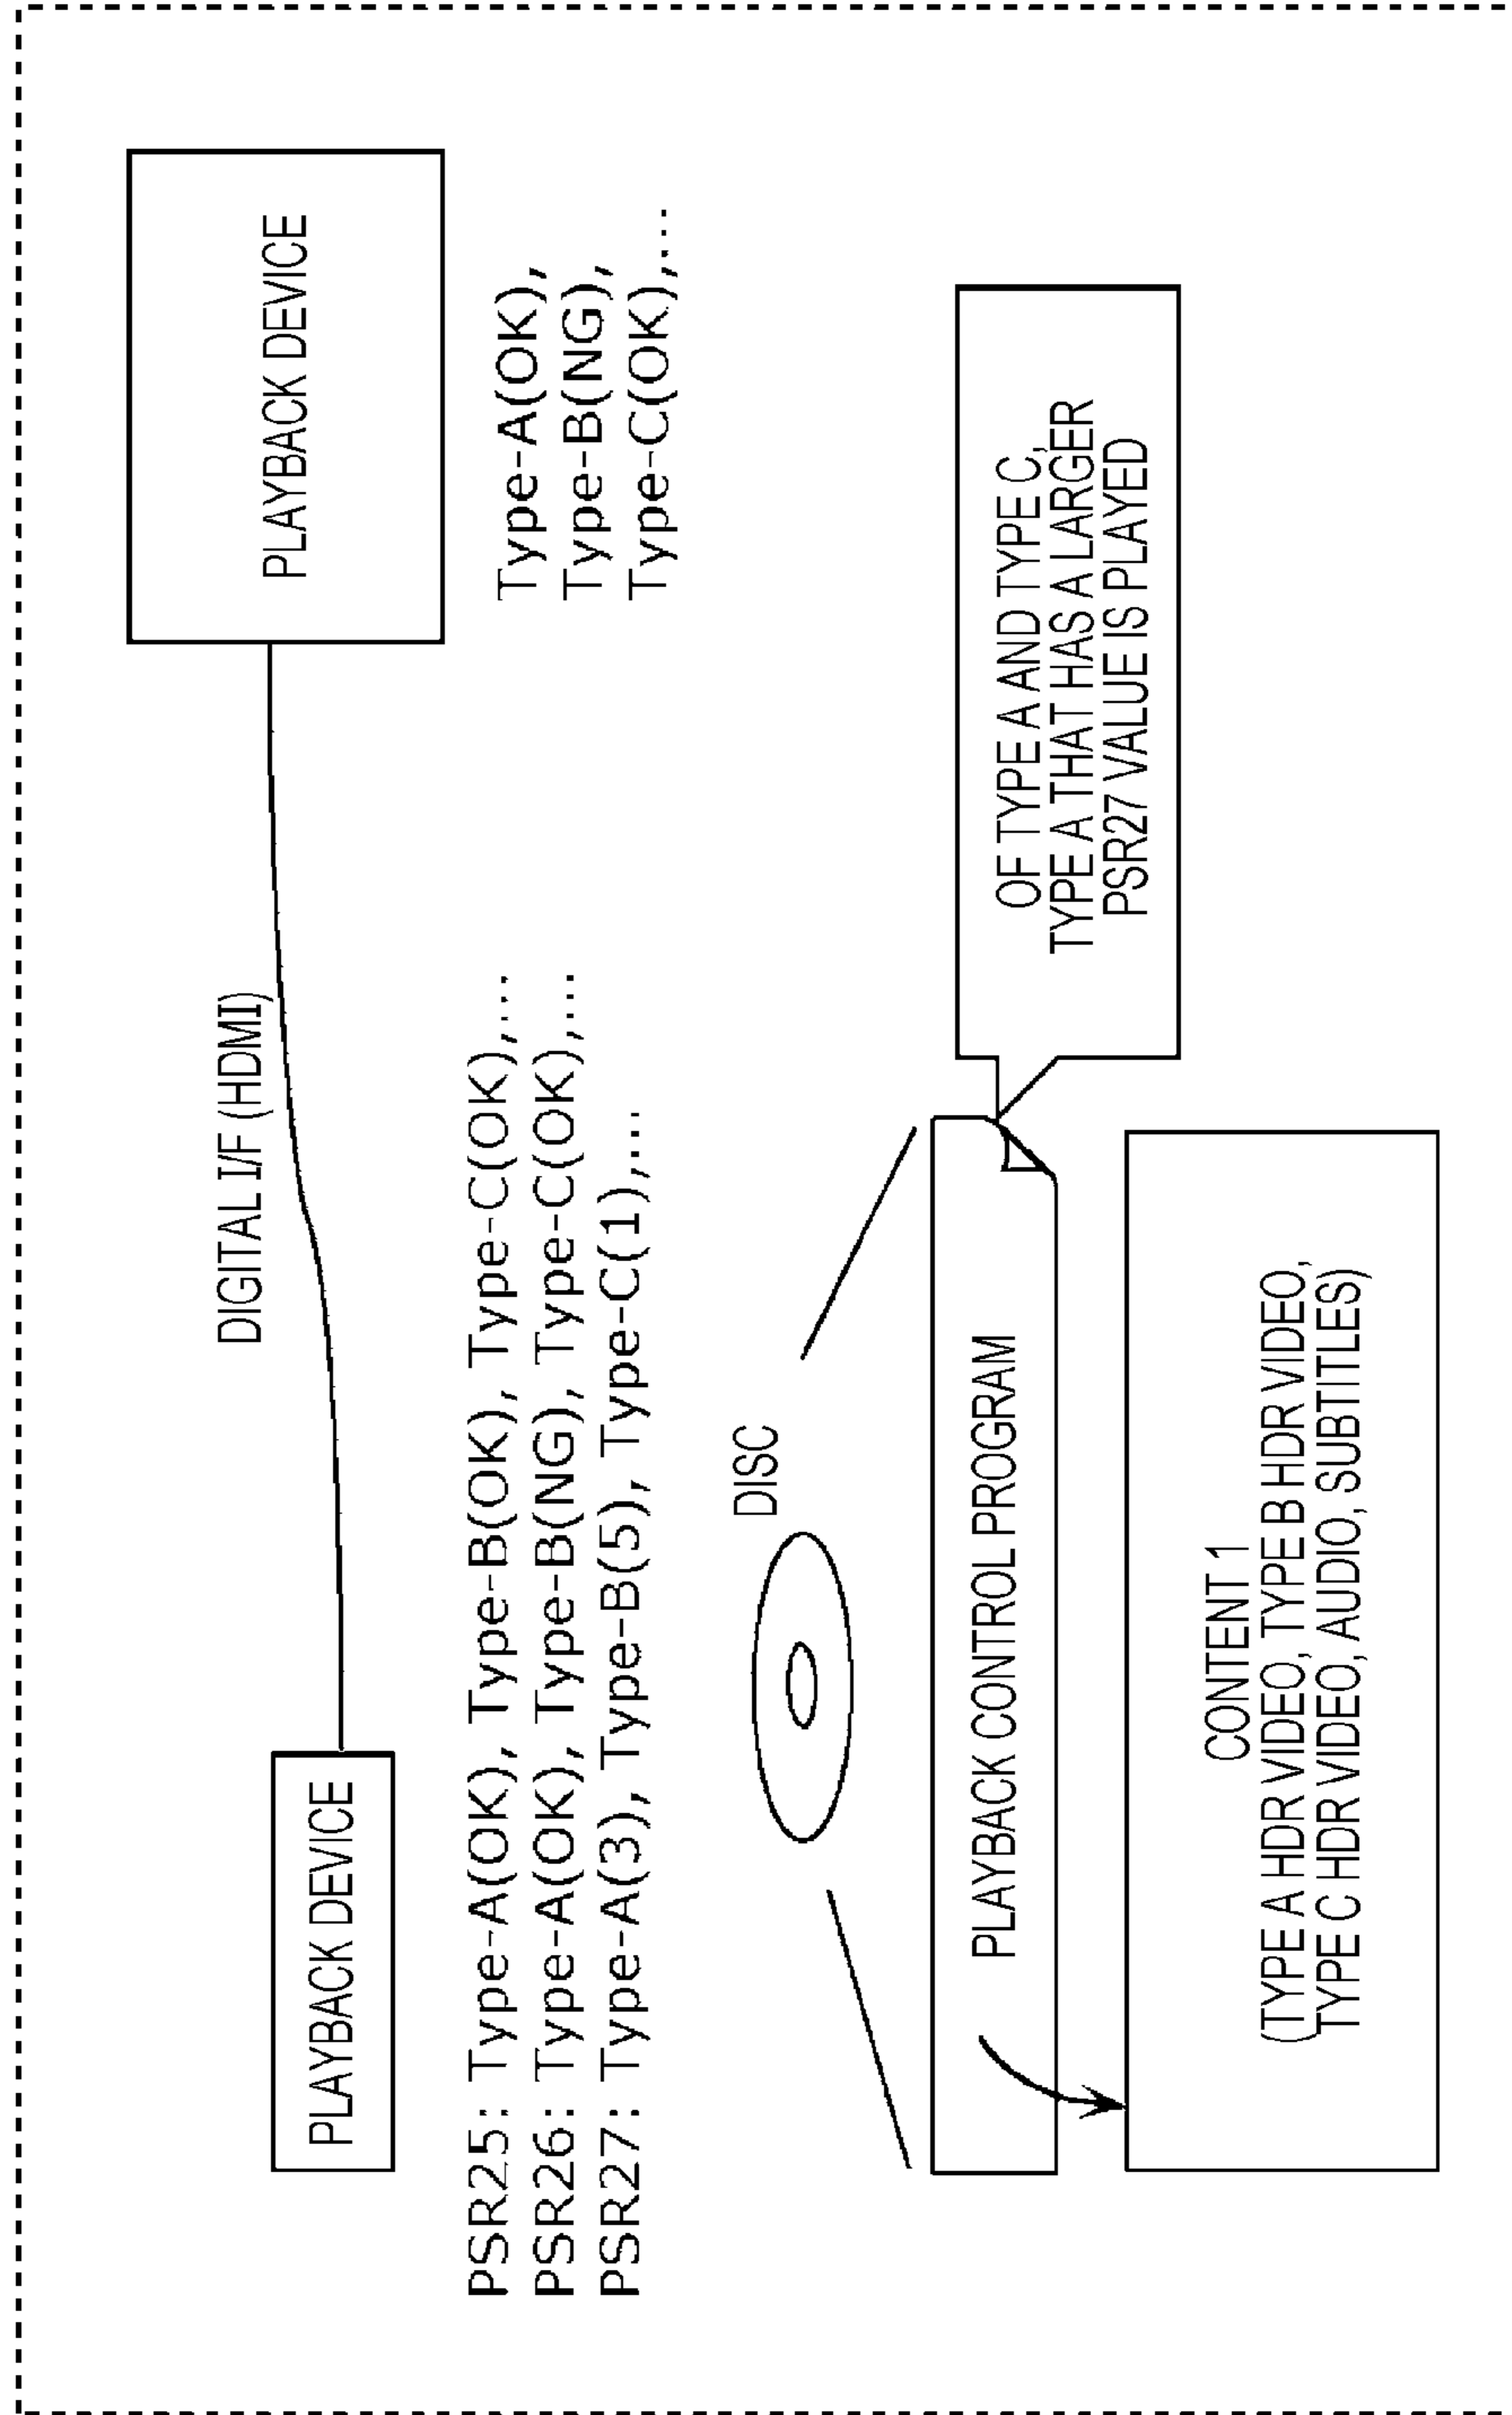 DIGITAL I/F (HDMI)
PLAYBACK DEVICE
PLAYBACK DEVICE
PSR25: Type-A(OK), Type-B(OK), Type-C(OK),...
PSR26: Type-A(OK), Type-B(NG), Type-C(OK),...
PSR27: Type-A(3), Type-B(5), Type-C(1),...
Type-A(OK),
Type-B(NG),
Type-C(OK),...
DISC
PLAYBACK CONTROL PROGRAM
OF TYPE A AND TYPE C,
TYPE A THAT HAS A LARGER
PSR27 VALUE IS PLAYED
CONTENT 1
(TYPE A HDR VIDEO, TYPE B HDR VIDEO,
TYPE C HDR VIDEO, AUDIO, SUBTITLES)